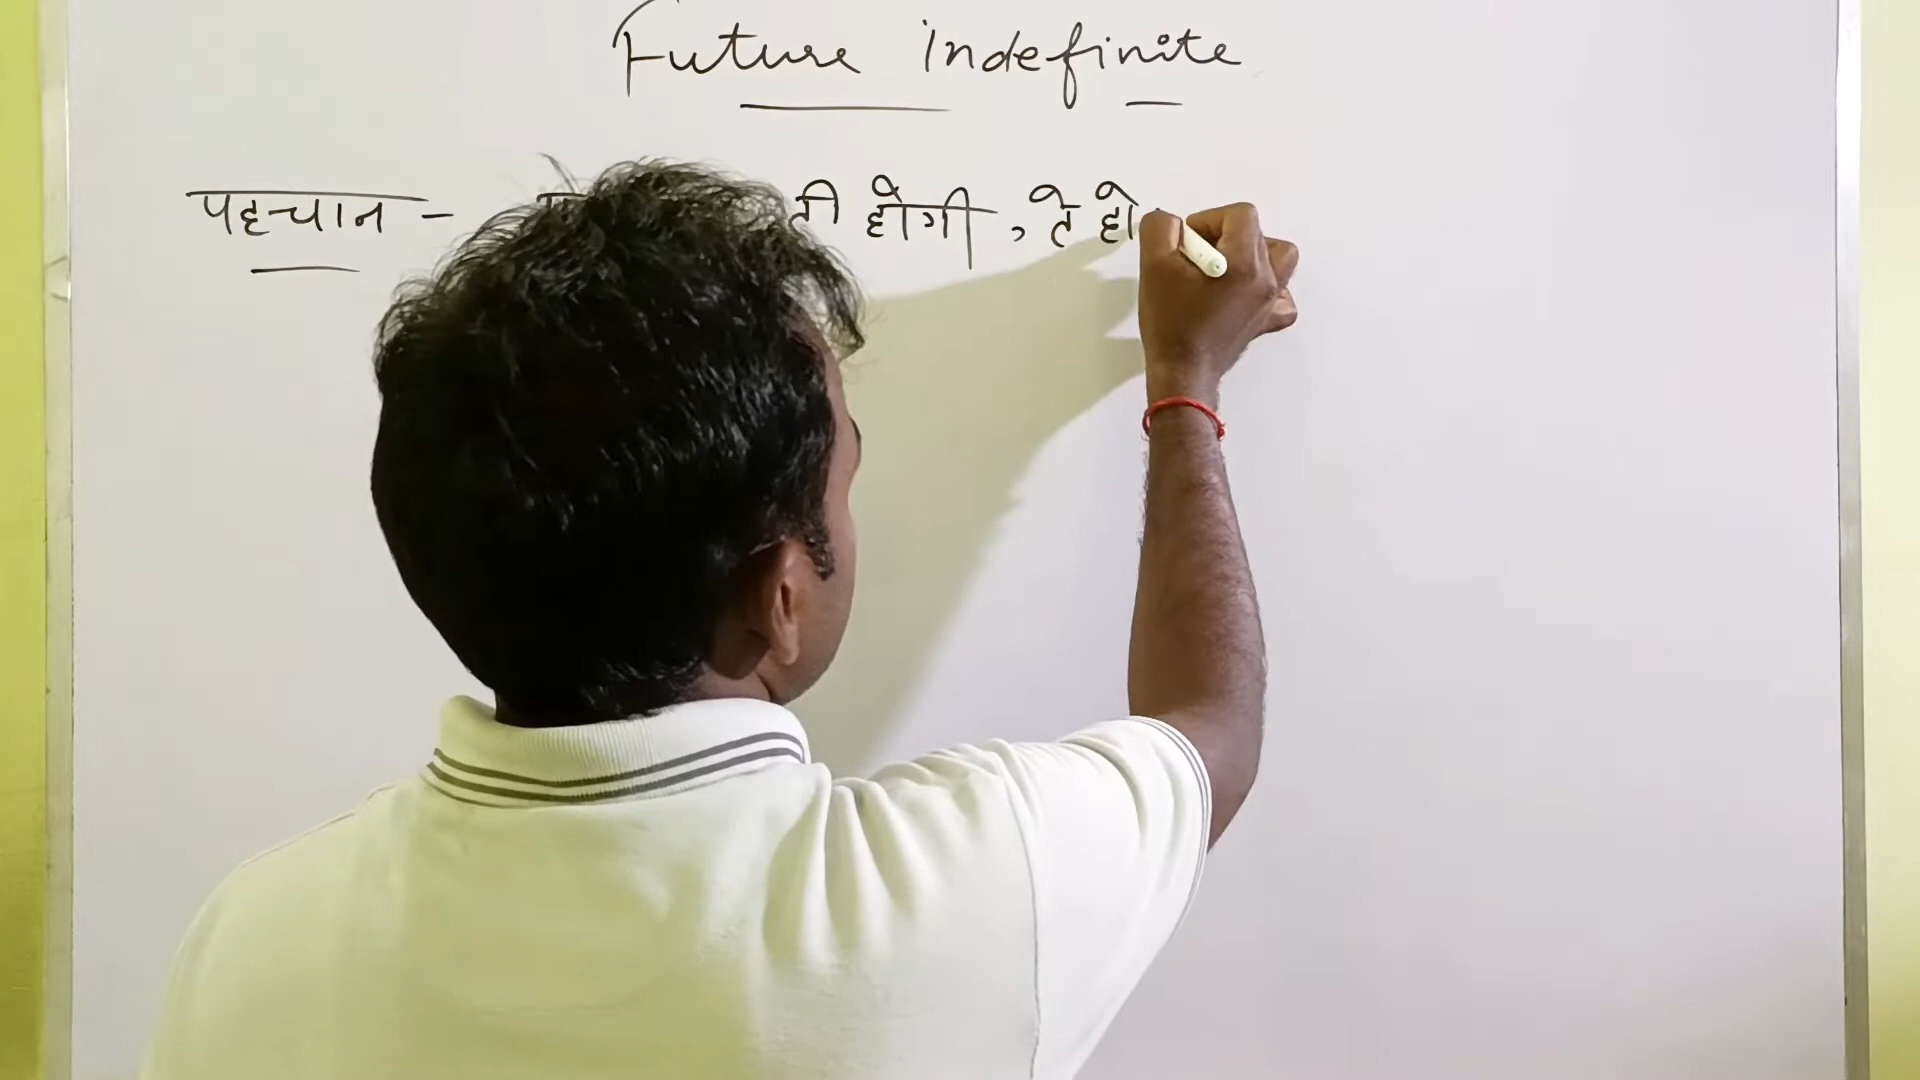 Future indefinite
पहचान - ती होगी, ते हो